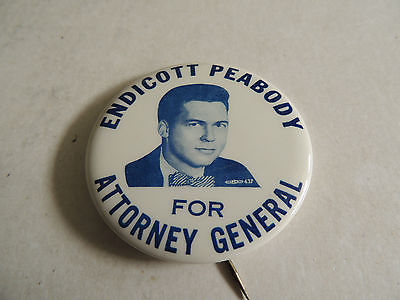 ENDICOTT PEABODY
FOR
ATTORNEY GENERAL